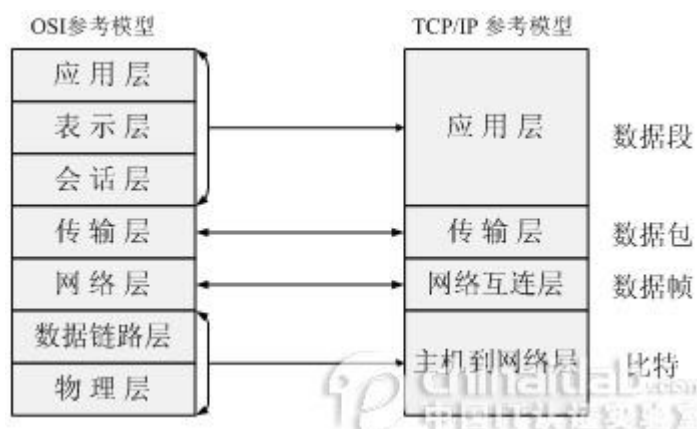 OSI参考模型
TCP/IP 参考模型
应用层
表示层
会话层
传输层
网络层
数据链路层
物理层
应用层
传输层
网络互连层
主机到网络层
数据段
数据包
数据帧
比特